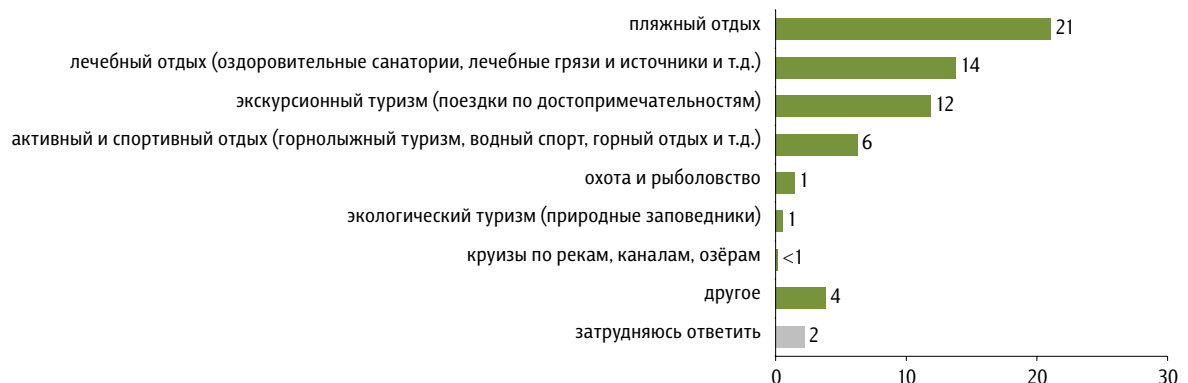 пляжный отдых 21
лечебный отдых (оздоровительные санатории, лечебные грязи и источники и т.д.) 14
экскурсионный туризм (поездки по достопримечательностям) 12
активный и спортивный отдых (горнолыжный туризм, водный спорт, горный отдых и т.д.) 6
охота и рыболовство 1
экологический туризм (природные заповедники) 1
круизы по рекам, каналам, озёрам <1
другое 4
затрудняюсь ответить 2
0 10 20 30